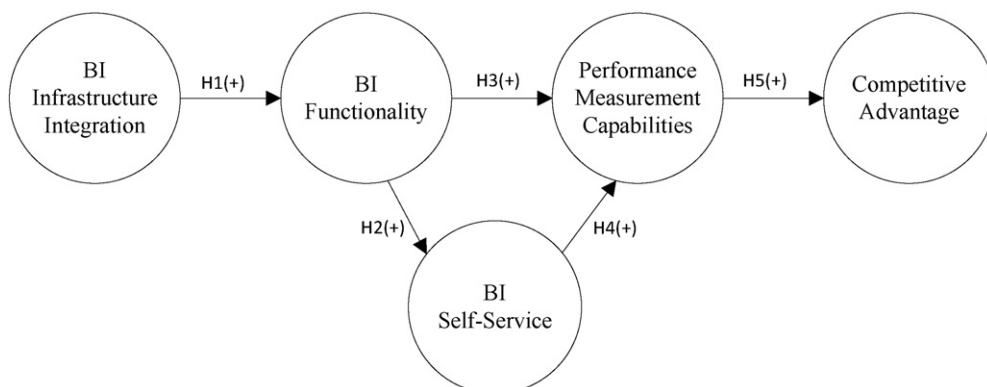 BI
Infrastructure
Integration
H1(+)
BI
Functionality
H3(+)
Performance
Measurement
Capabilities
H5(+)
Competitive
Advantage
H2(+)
H4(+)
BI
Self-Service